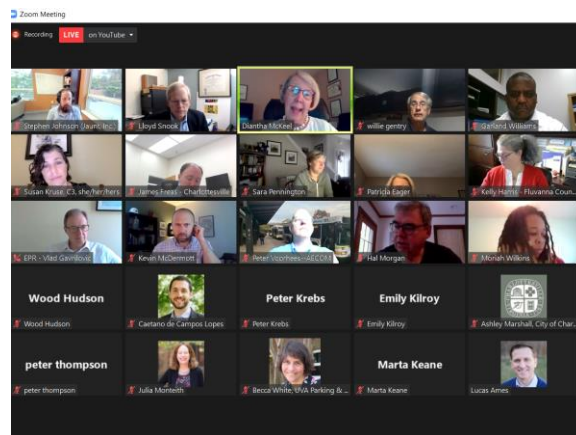 Zoom Meeting
Recording LIVE on YouTube
Stephen Johnson (Jaunt, Inc.)
Lloyd Snook
Diantha McKeel
willie gentry
Garland Williams
Susan Kruse, C3, she/her/hers
James Freas - Charlottesville
Sara Pennington
Patricia Eager
Kelly Harris - Fluvanna Coun...
EPR - Vlad Gavrilovic
Kevin McDermott
Peter Voorhees--AECOM
Hal Morgan
Moriah Wilkins
Wood Hudson
Wood Hudson
Caetano de Campos Lopes
Peter Krebs
Peter Krebs
Emily Kilroy
Emily Kilroy
Ashley Marshall, City of Char...
peter thompson
peter thompson
Julia Monteith
Becca White, UVA Parking & ...
Marta Keane
Marta Keane
Lucas Ames